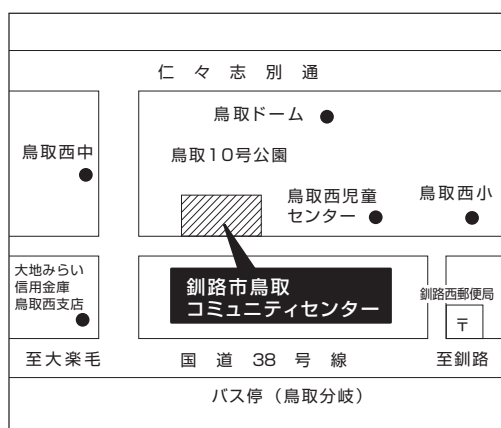 仁々志別通
鳥取ドーム
鳥取西中
鳥取10号公園
鳥取西児童
センター
鳥取西小
大地みらい
信用金庫
鳥取西支店
釧路市鳥取
コミュニティセンター
釧路西郵便局
〒
至大楽毛
国道38号線
至釧路
バス停（鳥取分岐）